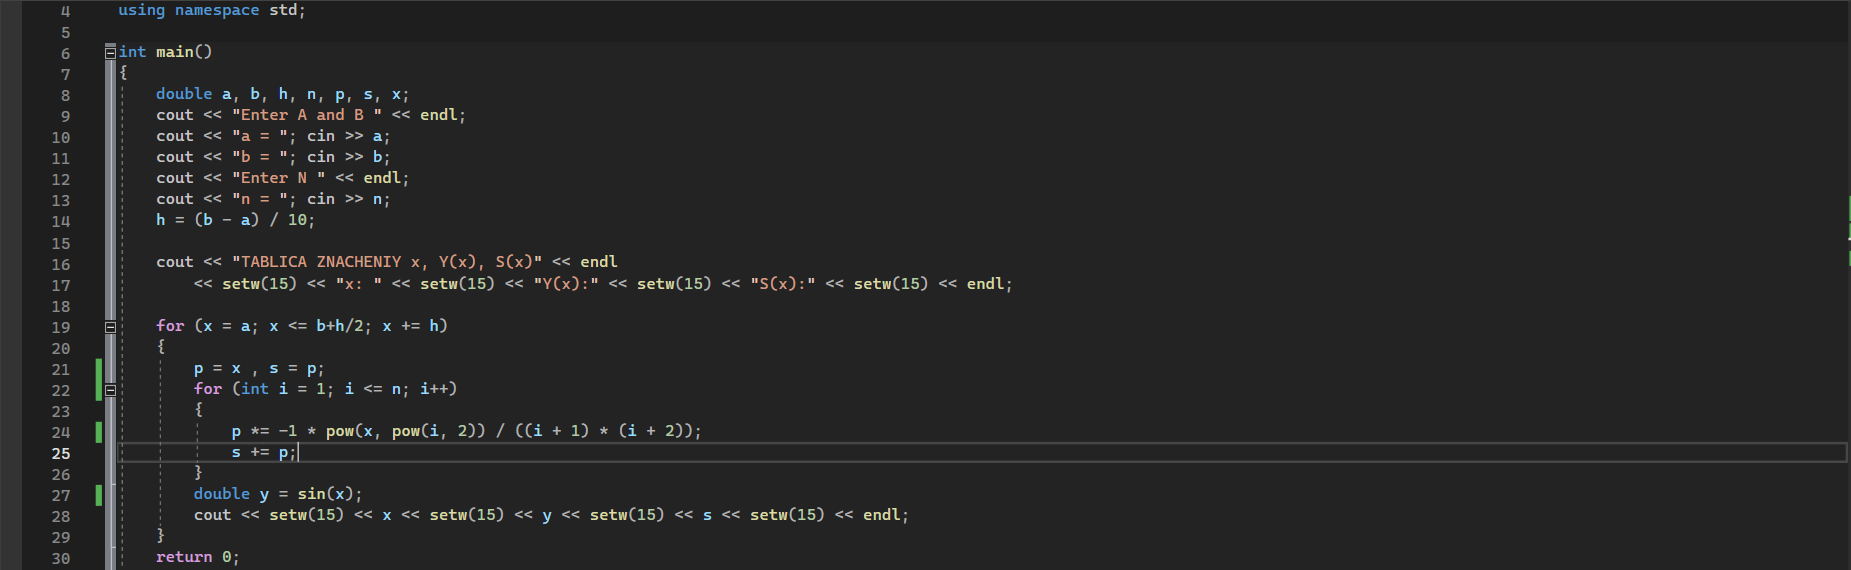 4 using namespace std;
5
6 int main()
7 {
8 double a, b, h, n, p, s, x;
9 cout << "Enter A and B " << endl;
10 cout << "a = "; cin >> a;
11 cout << "b = "; cin >> b;
12 cout << "Enter N " << endl;
13 cout << "n = "; cin >> n;
14 h = (b - a) / 10;
15
16 cout << "TABLICA ZNACHENIY x, Y(x), S(x)" << endl
17 << setw(15) << "x: " << setw(15) << "Y(x):" << setw(15) << "S(x):" << setw(15) << endl;
18
19 for (x = a; x <= b+h/2; x += h)
20 {
21 p = x , s = p;
22 for (int i = 1; i <= n; i++)
23 {
24 p *= -1 * pow(x, pow(i, 2)) / ((i + 1) * (i + 2));
25 s += p;
26 }
27 double y = sin(x);
28 cout << setw(15) << x << setw(15) << y << setw(15) << s << setw(15) << endl;
29 }
30 return 0;